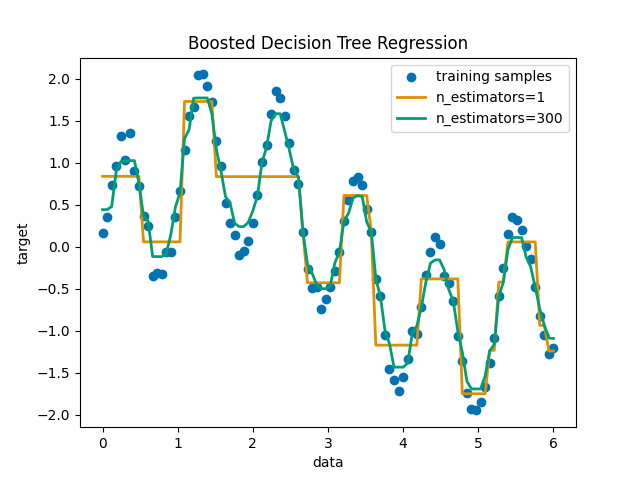 Boosted Decision Tree Regression
training samples
n_estimators=1
n_estimators=300
target
2.0
1.5
1.0
0.5
0.0
−0.5
−1.0
−1.5
−2.0
0 1 2 3 4 5 6
data